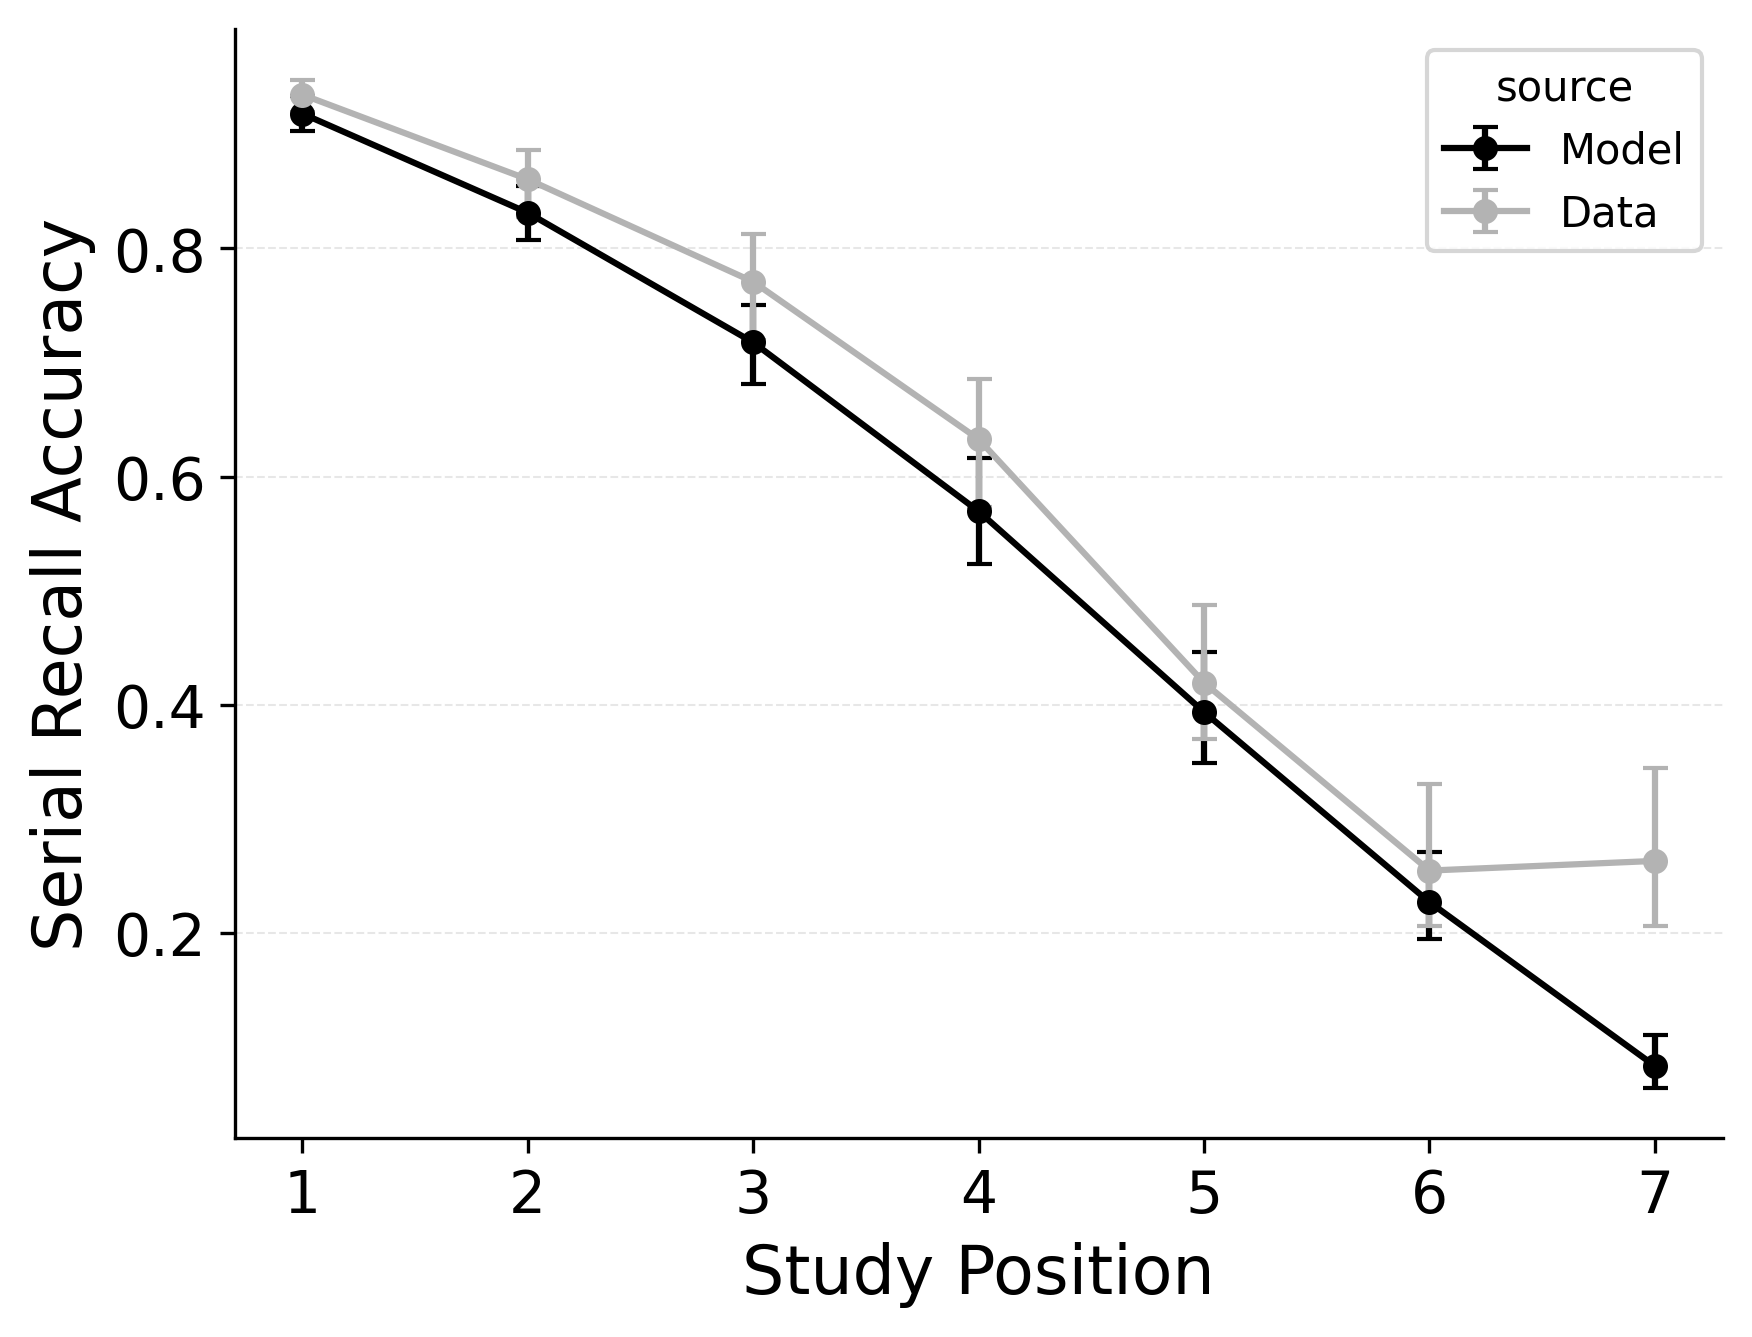 source
Model
Data
Serial Recall Accuracy
0.8
0.6
0.4
0.2
1 2 3 4 5 6 7
Study Position